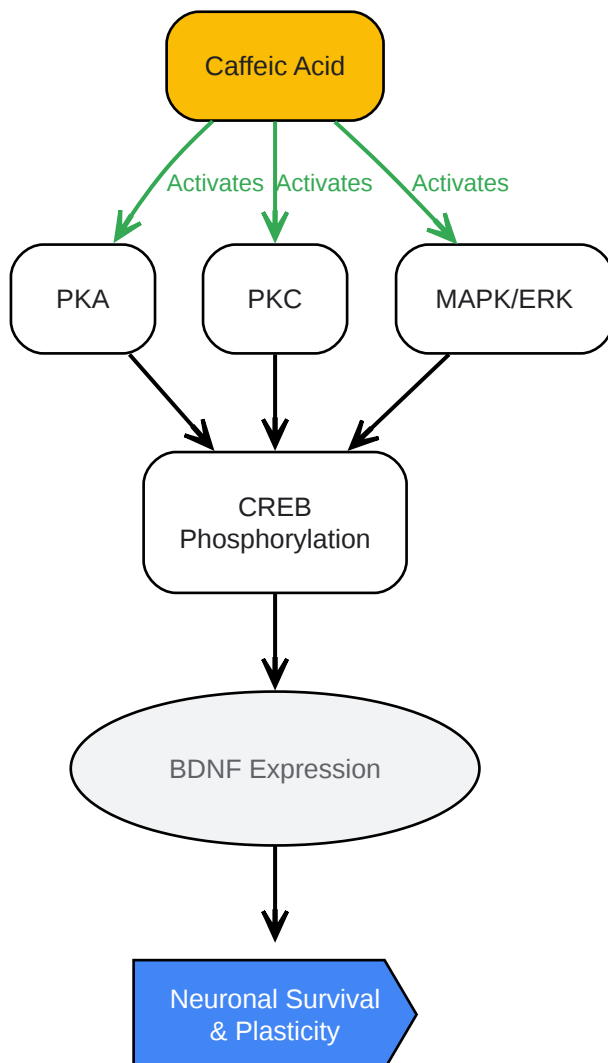 Caffeic Acid
Activates Activates Activates
PKA PKC MAPK/ERK
CREB
Phosphorylation
BDNF Expression
Neuronal Survival
& Plasticity